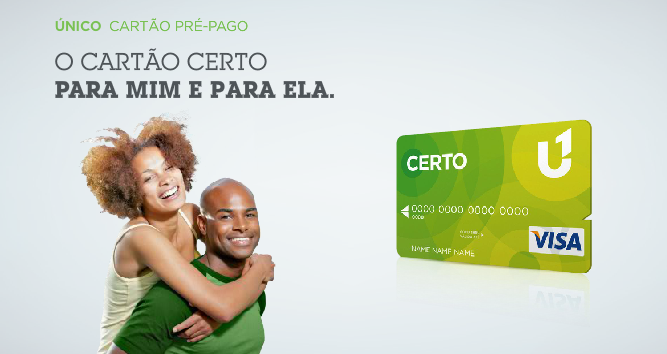 ÚNICO CARTÃO PRÉ-PAGO
O CARTÃO CERTO
PARA MIM E PARA ELA.
CERTO
U1
0000 0000 0000 0000
VISA
NAME NAME NAME